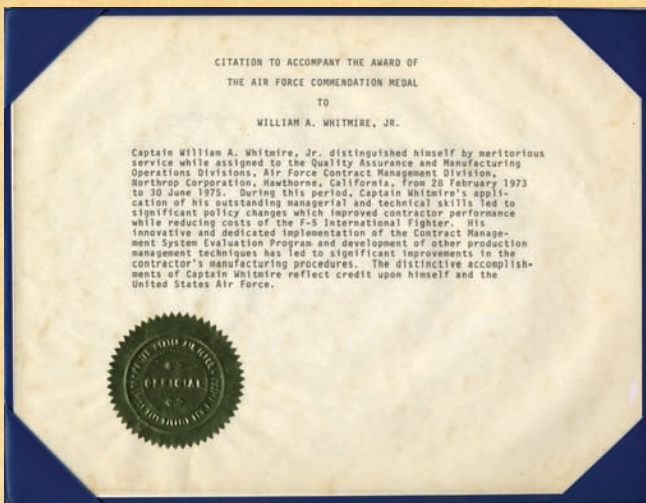 CITATION TO ACCOMPANY THE AWARD OF
THE AIR FORCE COMMENDATION MEDAL
TO
WILLIAM A. WHITMIRE, JR.
Captain William A. Whitmire, Jr. distinguished himself by meritorious
service while assigned to the Quality Assurance and Manufacturing
Operations Divisions, Air Force Contract Management Division,
Northrop Corporation, Hawthorne, California, from 28 February 1973
to 30 June 1975. During this period, Captain Whitmire's appli-
cation of his outstanding managerial and technical skills led to
significant policy changes which improved contractor performance
while reducing costs of the F-5 International Fighter. His
innovative and dedicated implementation of the Contract Manage-
ment System Evaluation Program and development of other production
management techniques has led to significant improvements in the
contractor's manufacturing procedures. The distinctive accomplish-
ments of Captain Whitmire reflect credit upon himself and the
United States Air Force.
OFFICIAL